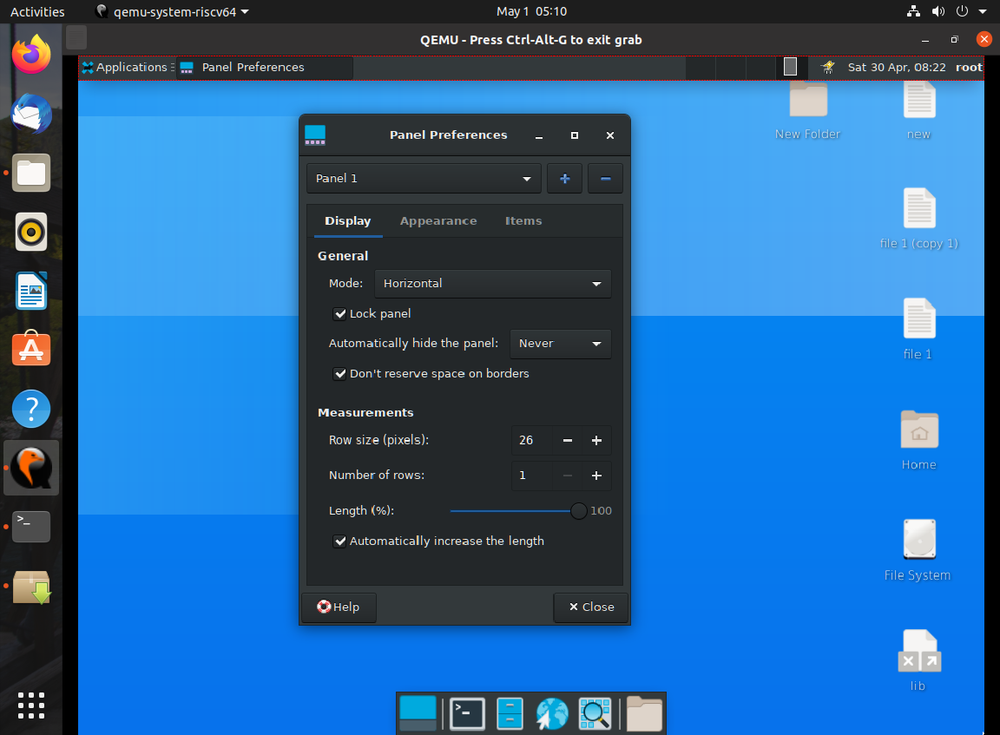 Activities
qemu-system-riscv64
May 1 05:10
QEMU - Press Ctrl-Alt-G to exit grab
Applications
Panel Preferences
Sat 30 Apr, 08:22
root
New Folder
new
file 1 (copy 1)
file 1
Home
File System
lib
Panel Preferences
Panel 1
Display
Appearance
Items
General
Mode: Horizontal
Lock panel
Automatically hide the panel: Never
Don't reserve space on borders
Measurements
Row size (pixels): 26
Number of rows: 1
Length (%): 100
Automatically increase the length
Help
Close